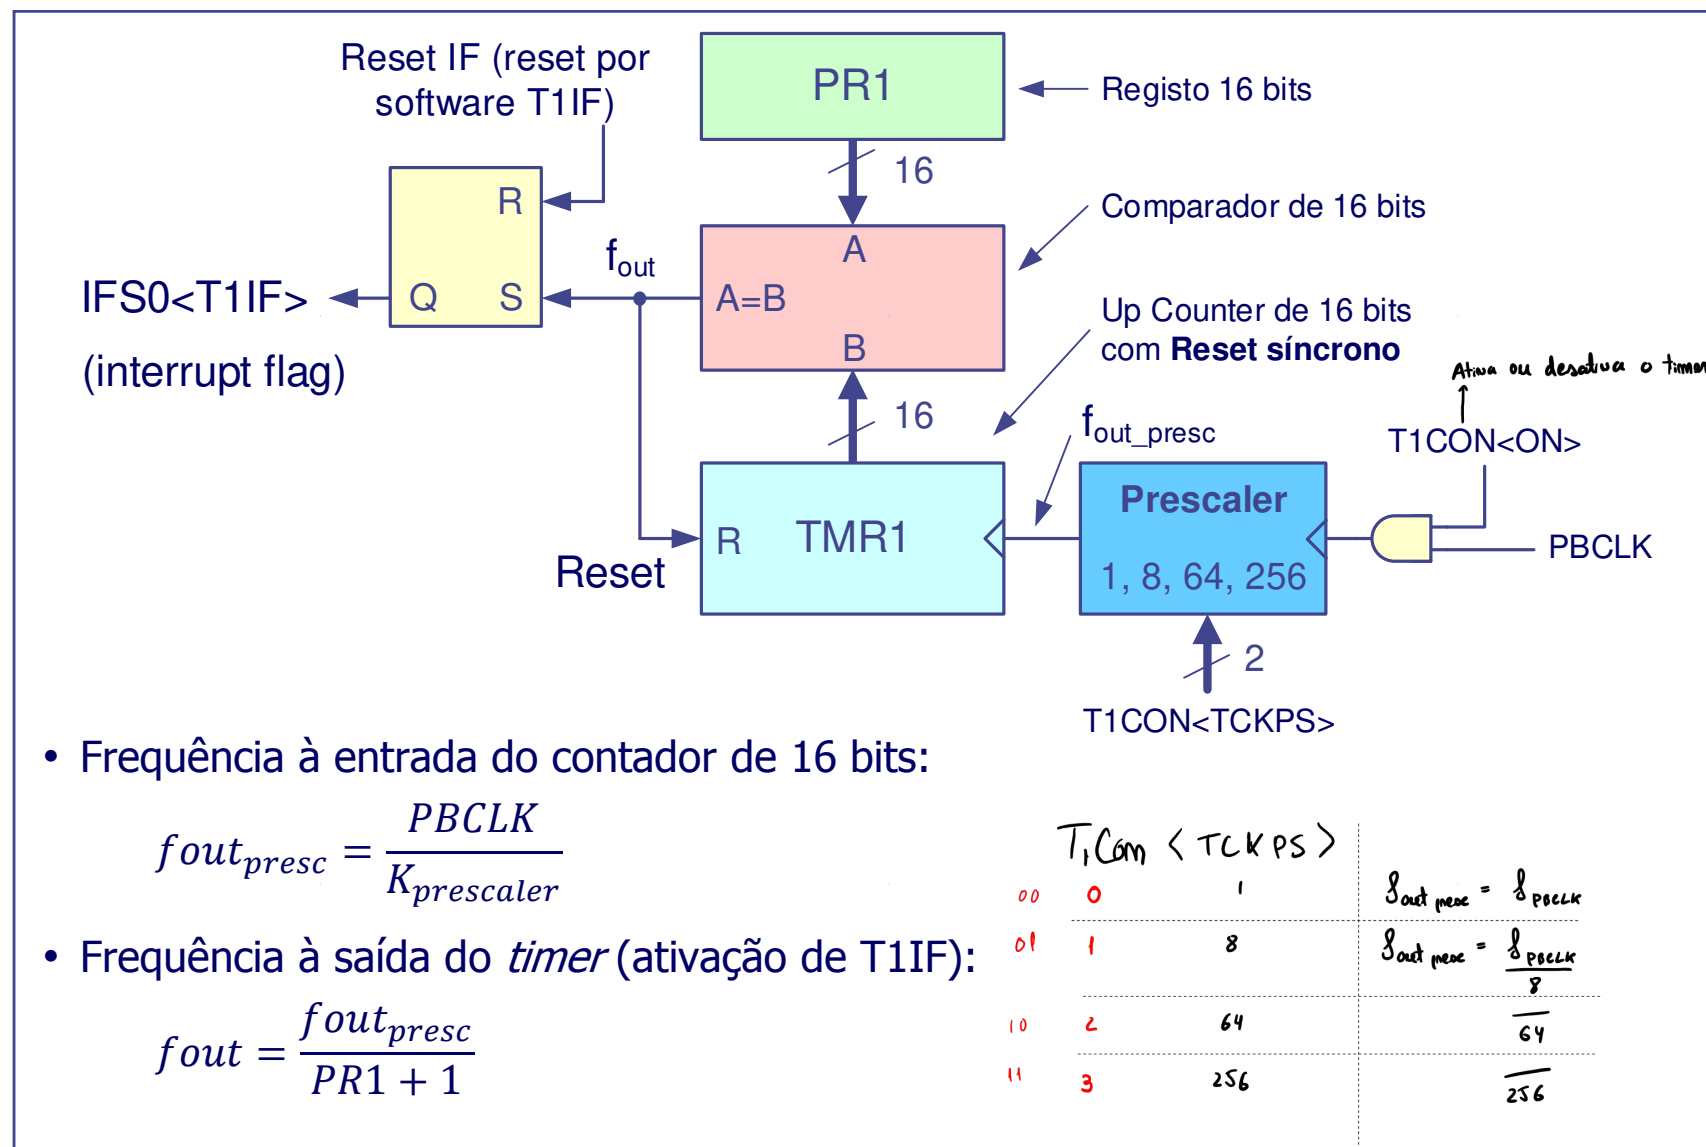 Reset IF (reset por
software T1IF)
PR1
Registo 16 bits
16
R
Comparador de 16 bits
A
f_out
IFS0<T1IF>
Q
S
A=B
Up Counter de 16 bits
com Reset síncrono
B
(interrupt flag)
Ativa ou desativa o timer
16
f_out_presc
T1CON<ON>
Prescaler
R
TMR1
PBCLK
Reset
1, 8, 64, 256
2
T1CON<TCKPS>
• Frequência à entrada do contador de 16 bits:
fout_presc = PBCLK / K_prescaler
• Frequência à saída do timer (ativação de T1IF):
fout = fout_presc / PR1 + 1
T1Con < TCKPS >
00 0 1 fout presc = f PBCLK
01 1 8 fout presc = f PBCLK / 8
10 2 64 / 64
11 3 256 / 256